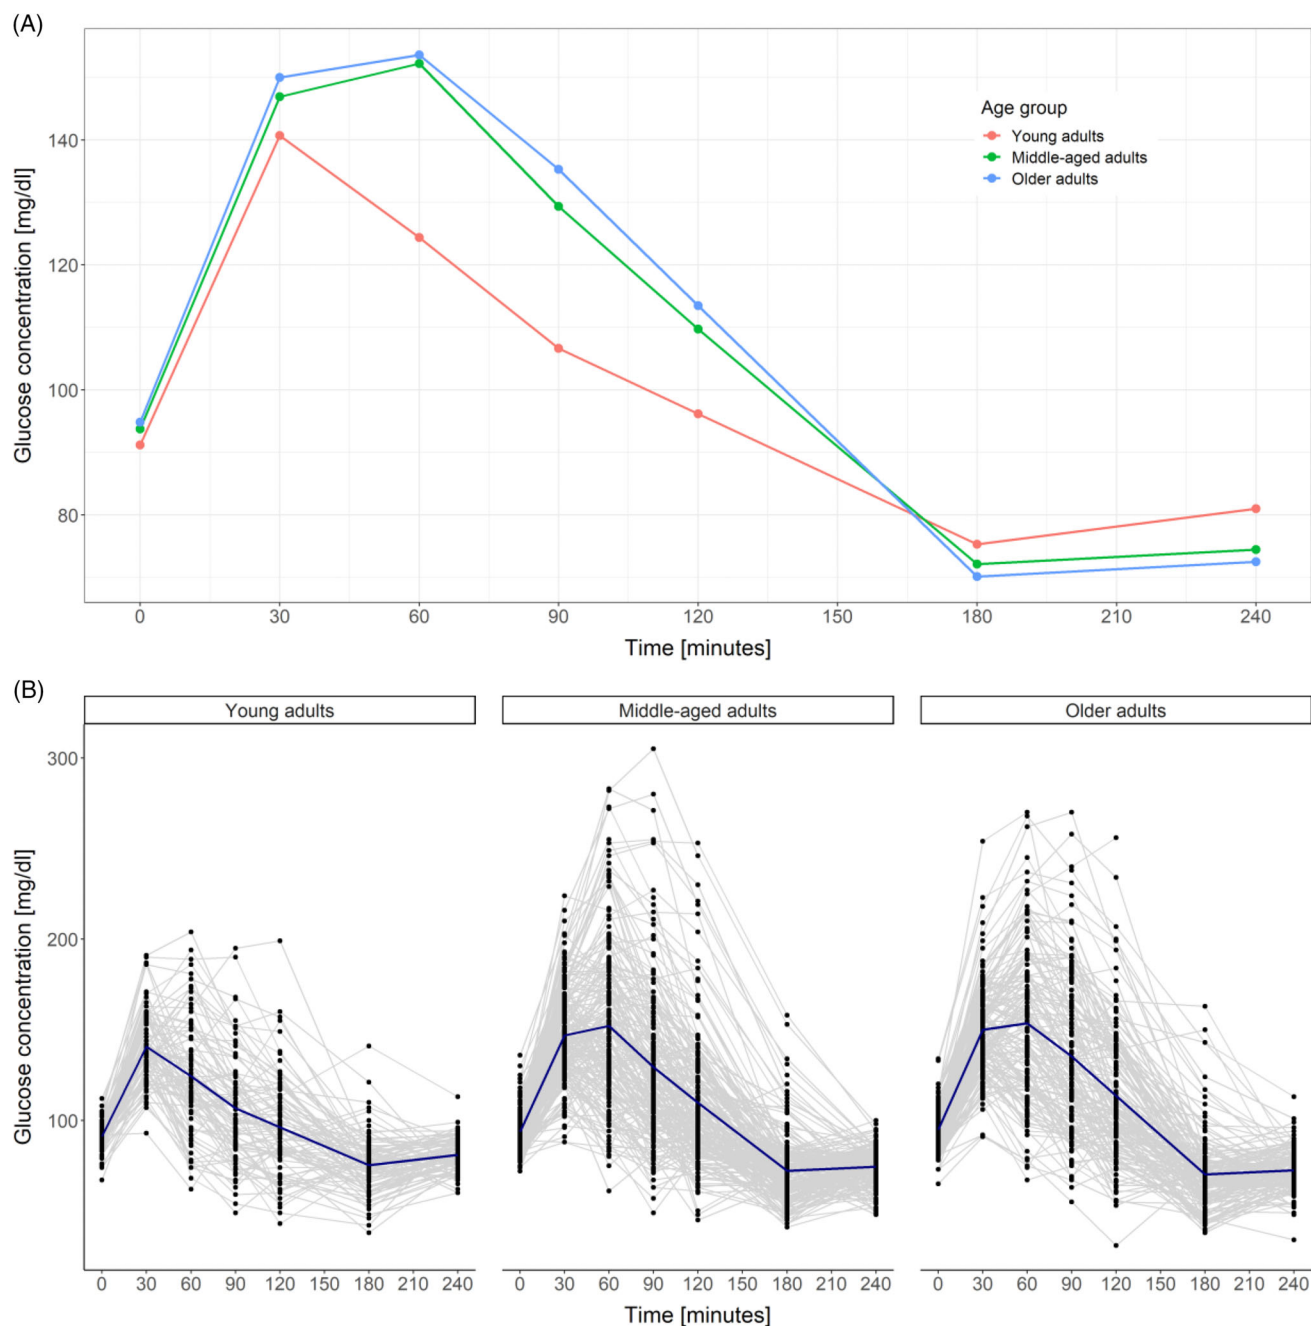 (A)
Glucose concentration [mg/dl]
140
120
100
80
Age group
Young adults
Middle-aged adults
Older adults
0 30 60 90 120 150 180 210 240
Time [minutes]
(B)
Young adults Middle-aged adults Older adults
Glucose concentration [mg/dl]
300
200
100
0 30 60 90 120 150 180 210 240 0 30 60 90 120 150 180 210 240 0 30 60 90 120 150 180 210 240
Time [minutes]